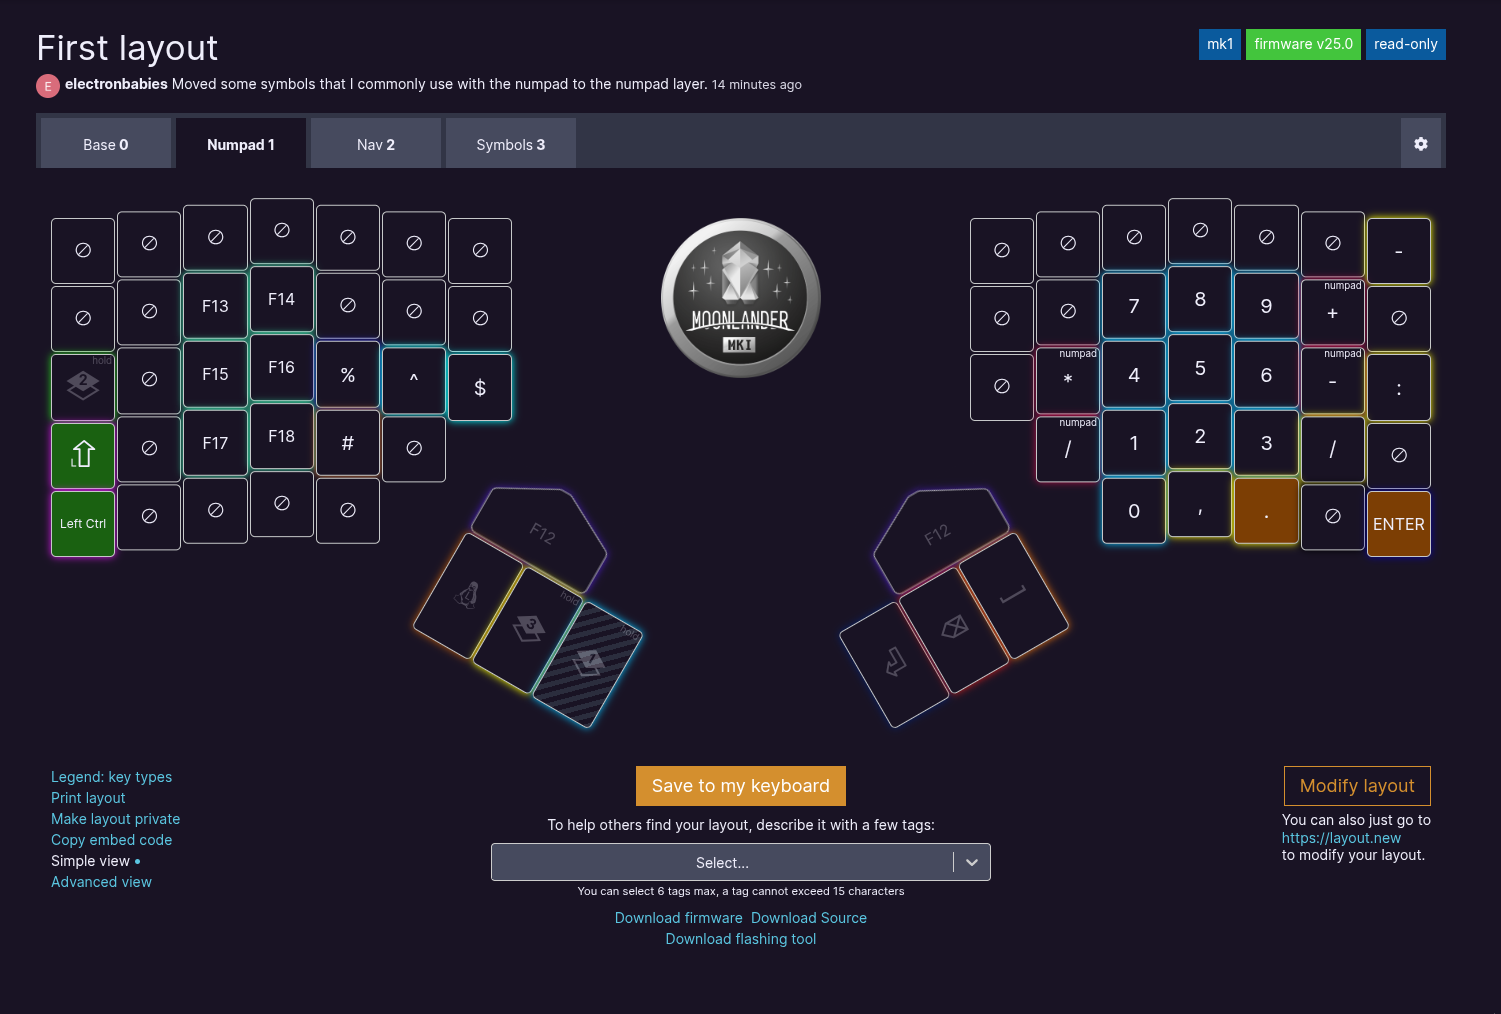 First layout
mk1 firmware v25.0 read-only
E electronbabies Moved some symbols that I commonly use with the numpad to the numpad layer. 14 minutes ago
Base 0 Numpad 1 Nav 2 Symbols 3
-
F13 F14 7 8 9 numpad +
hold 2 F15 F16 % ^ $ numpad * 4 5 6 numpad - :
L F17 F18 # numpad / 1 2 3 /
Left Ctrl 0 , . ENTER
F12 F12
L hold 3 hold 1
MOONLANDER
MKI
Legend: key types
Print layout
Make layout private
Copy embed code
Simple view
Advanced view
Save to my keyboard
To help others find your layout, describe it with a few tags:
Select...
You can select 6 tags max, a tag cannot exceed 15 characters
Download firmware Download Source
Download flashing tool
Modify layout
You can also just go to
https://layout.new
to modify your layout.